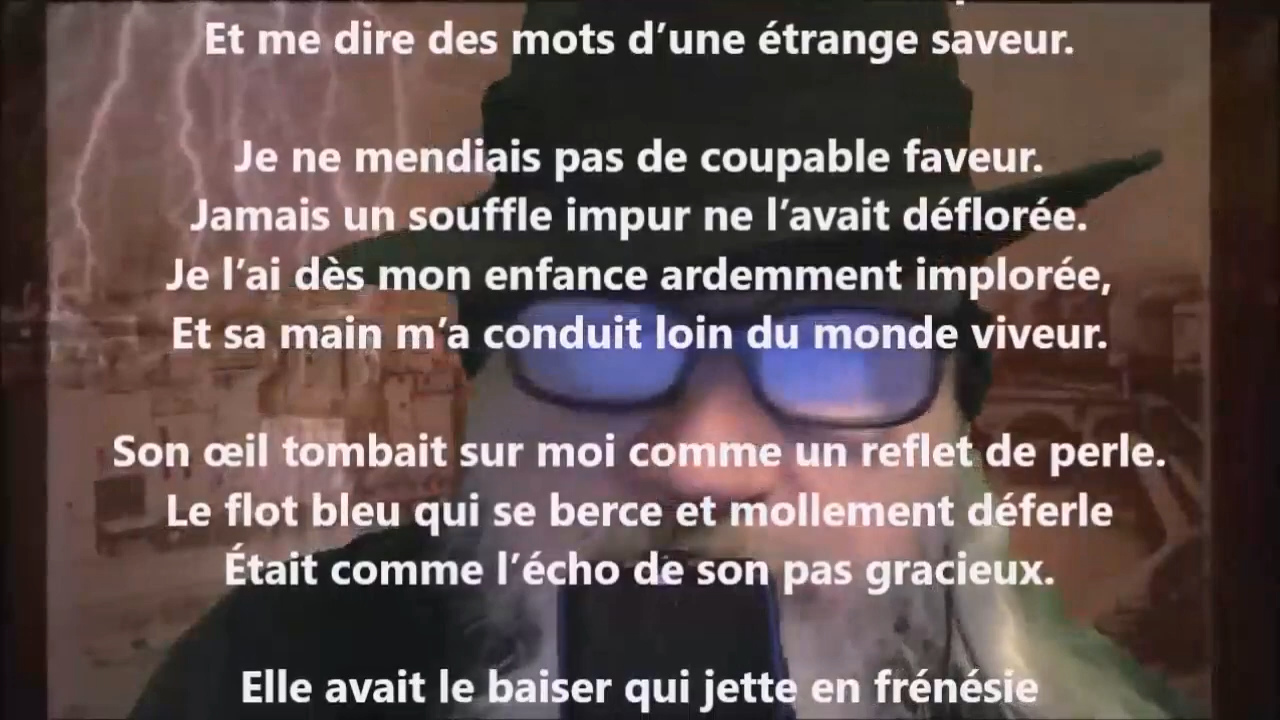 Et me dire des mots d’une étrange saveur.
Je ne mendiais pas de coupable faveur.
Jamais un souffle impur ne l’avait déflorée.
Je l’ai dès mon enfance ardemment implorée,
Et sa main m’a conduit loin du monde viveur.
Son œil tombait sur moi comme un reflet de perle.
Le flot bleu qui se berce et mollement déferle
Était comme l’écho de son pas gracieux.
Elle avait le baiser qui jette en frénésie